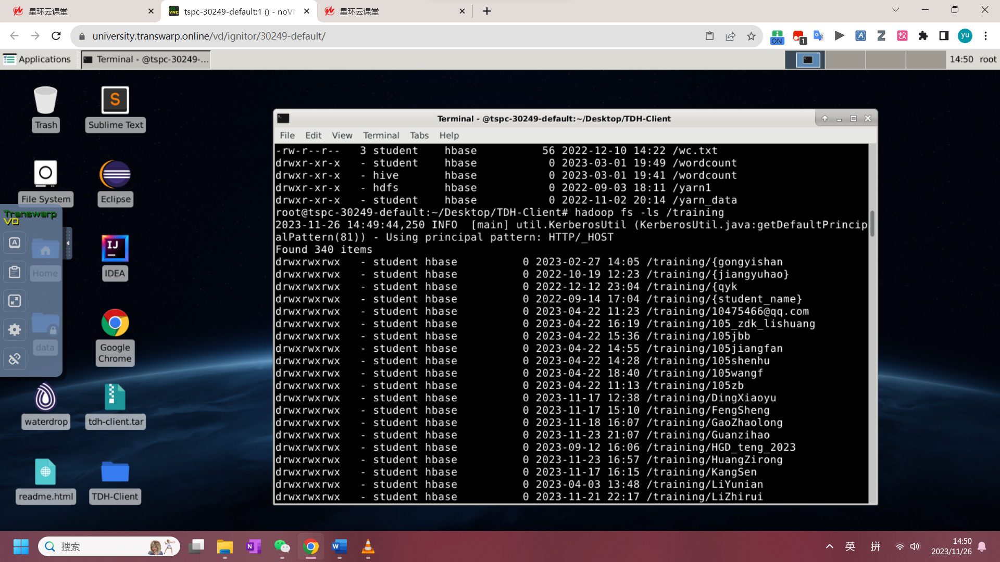 星环云课堂
tspc-30249-default:1 () - noVN
星环云课堂
university.transwarp.online/vd/ignitor/30249-default/
ON
1
yu
Applications
Terminal - @tspc-30249-...
14:50 root
Trash
Sublime Text
File System
Eclipse
Transwarp
VD
Home
IDEA
data
Google
Chrome
waterdrop
tdh-client.tar
readme.html
TDH-Client
Terminal - @tspc-30249-default:~/Desktop/TDH-Client
File Edit View Terminal Tabs Help
-rw-r--r--   3 student    hbase          56 2022-12-10 14:22 /wc.txt
drwxr-xr-x   - student    hbase           0 2023-03-01 19:49 /wordcount
drwxr-xr-x   - hive       hbase           0 2023-03-01 19:41 /wordcount
drwxr-xr-x   - hdfs       hbase           0 2022-09-03 18:11 /yarn1
drwxr-xr-x   - student    hbase           0 2022-11-02 20:14 /yarn_data
root@tspc-30249-default:~/Desktop/TDH-Client# hadoop fs -ls /training
2023-11-26 14:49:44,250 INFO  [main] util.KerberosUtil (KerberosUtil.java:getDefaultPrincip
alPattern(81)) - Using principal pattern: HTTP/_HOST
Found 340 items
drwxrwxrwx   - student hbase          0 2023-02-27 14:05 /training/{gongyishan
drwxrwxrwx   - student hbase          0 2022-10-19 12:23 /training/{jiangyuhao}
drwxrwxrwx   - student hbase          0 2022-12-12 23:04 /training/{qyk
drwxrwxrwx   - student hbase          0 2022-09-14 17:04 /training/{student_name}
drwxrwxrwx   - student hbase          0 2023-04-22 11:23 /training/10475466@qq.com
drwxrwxrwx   - student hbase          0 2023-04-22 16:19 /training/105_zdk_lishuang
drwxrwxrwx   - student hbase          0 2023-04-22 15:36 /training/105jbb
drwxrwxrwx   - student hbase          0 2023-04-22 14:55 /training/105jiangfan
drwxrwxrwx   - student hbase          0 2023-04-22 14:28 /training/105shenhu
drwxrwxrwx   - student hbase          0 2023-04-22 18:40 /training/105wangf
drwxrwxrwx   - student hbase          0 2023-04-22 11:13 /training/105zb
drwxrwxrwx   - student hbase          0 2023-11-17 12:38 /training/DingXiaoyu
drwxrwxrwx   - student hbase          0 2023-11-17 15:10 /training/FengSheng
drwxrwxrwx   - student hbase          0 2023-11-18 16:07 /training/GaoZhaolong
drwxrwxrwx   - student hbase          0 2023-11-23 21:07 /training/Guanzihao
drwxrwxrwx   - student hbase          0 2023-09-12 16:06 /training/HGD_teng_2023
drwxrwxrwx   - student hbase          0 2023-11-23 16:57 /training/HuangZirong
drwxrwxrwx   - student hbase          0 2023-11-17 16:15 /training/KangSen
drwxrwxrwx   - student hbase          0 2023-04-03 13:48 /training/LiYunian
drwxrwxrwx   - student hbase          0 2023-11-21 22:17 /training/LiZhirui
搜索
英 拼
14:50
2023/11/26